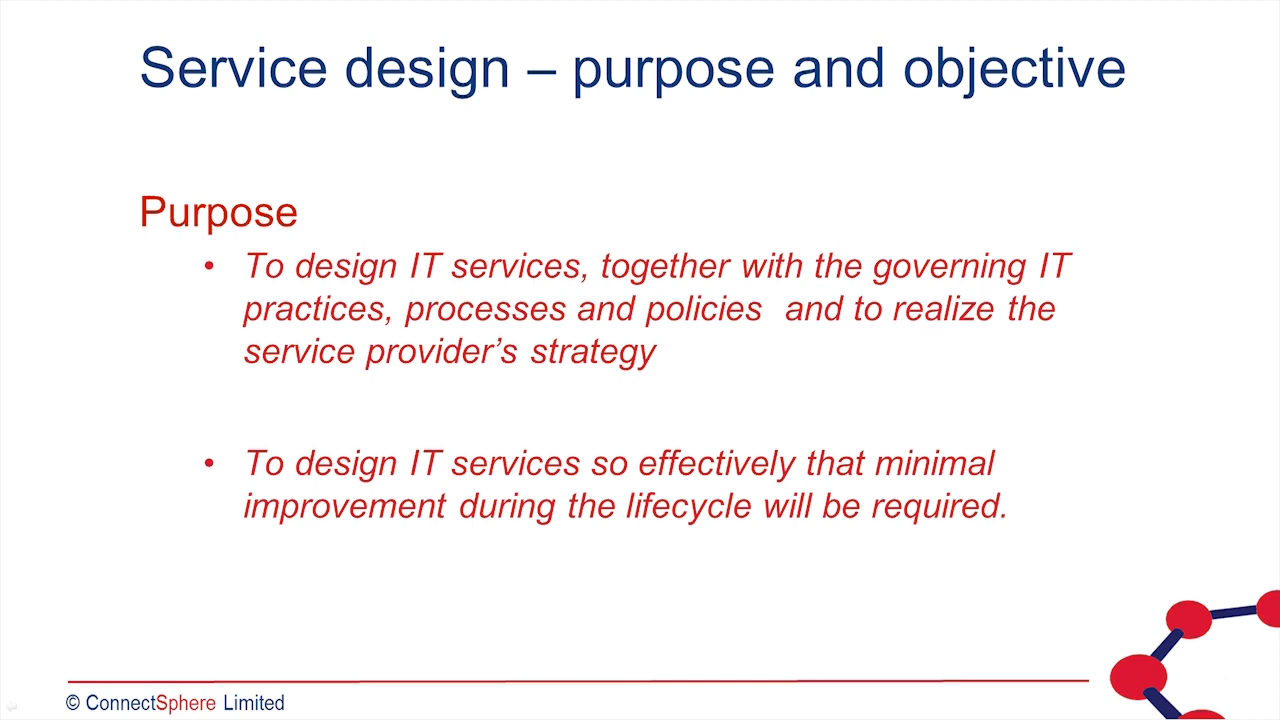 Service design – purpose and objective
Purpose
• To design IT services, together with the governing IT
practices, processes and policies  and to realize the
service provider’s strategy
• To design IT services so effectively that minimal
improvement during the lifecycle will be required.
© ConnectSphere Limited